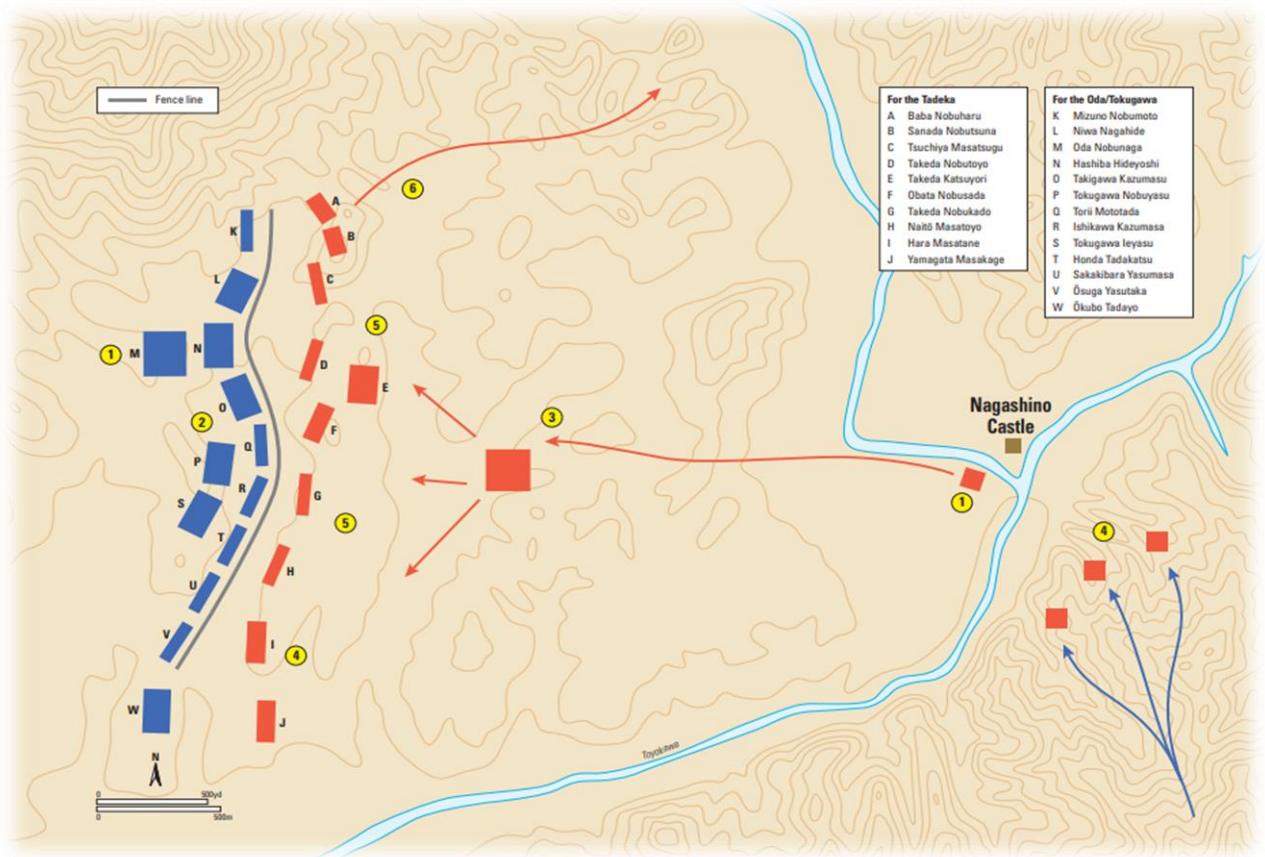 Fence line
For the Tadeka
A Baba Nobuharu
B Sanada Nobutsuna
C Tsuchiya Masatsugu
D Takeda Nobutoyo
E Takeda Katsuyori
F Obata Nobusada
G Takeda Nobukado
H Naitō Masatoyo
I Hara Masatane
J Yamagata Masakage
For the Oda/Tokugawa
K Mizuno Nobumoto
L Niwa Nagahide
M Oda Nobunaga
N Hashiba Hideyoshi
O Takigawa Kazumasu
P Tokugawa Nobuyasu
Q Torii Mototada
R Ishikawa Kazumasa
S Tokugawa Ieyasu
T Honda Tadakatsu
U Sakakibara Yasumasa
V Ōsuga Yasutaka
W Ōkubo Tadayo
6
A
K
B
L
C
5
1
M
N
D
E
O
3
2
F
Nagashino
Castle
Q
P
R
G
S
1
5
T
4
H
U
V
I
4
W
J
N
Toyokawa
0 500yd
0 500m